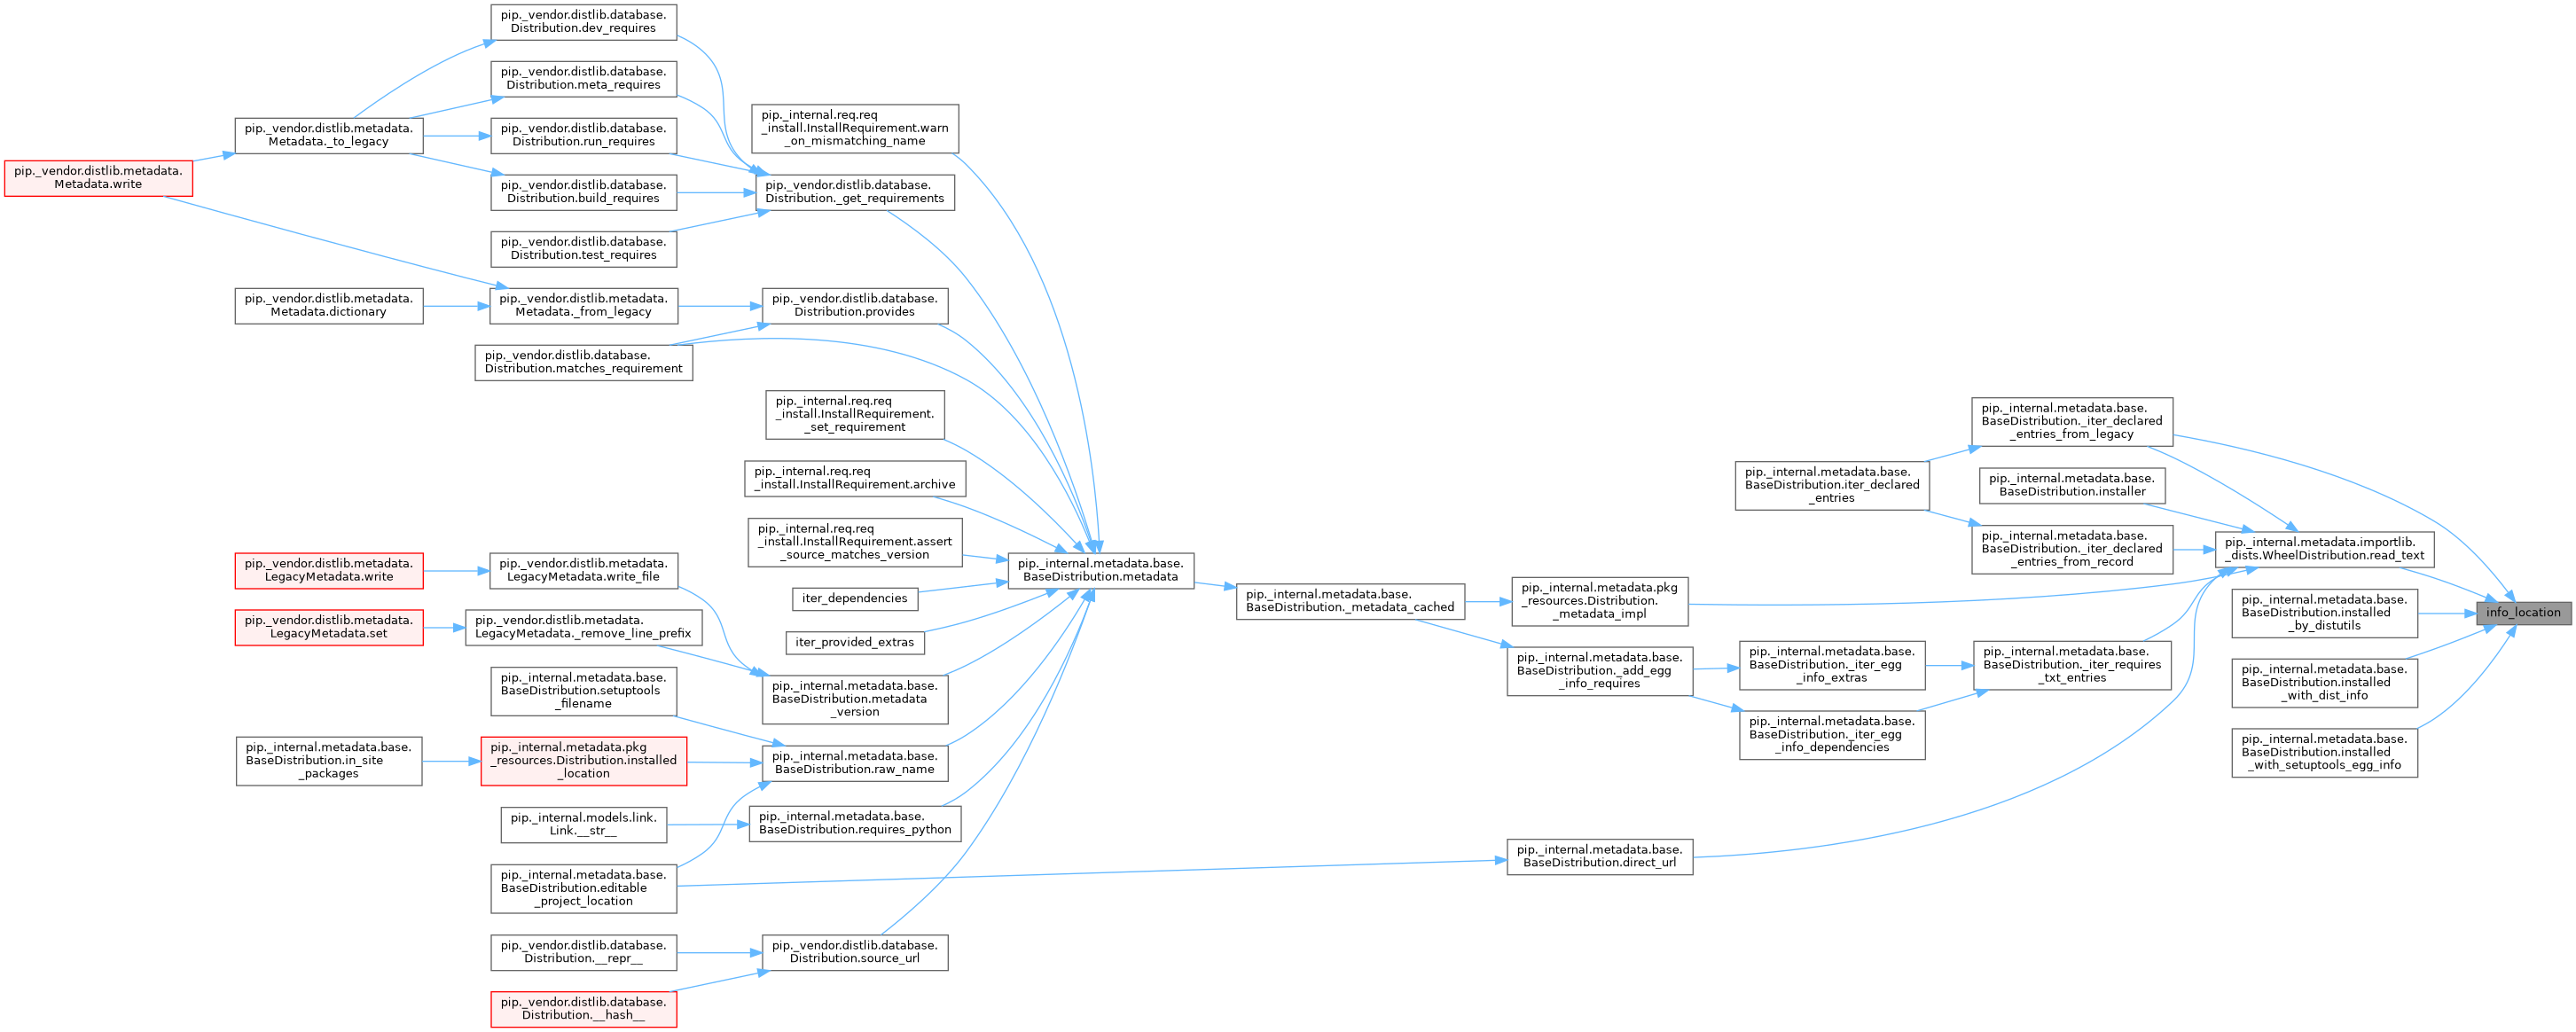 pip._vendor.distlib.database.
Distribution.dev_requires
pip._vendor.distlib.database.
Distribution.meta_requires
pip._internal.req.req
_install.InstallRequirement.warn
_on_mismatching_name
pip._vendor.distlib.metadata.
Metadata._to_legacy
pip._vendor.distlib.database.
Distribution.run_requires
pip._vendor.distlib.metadata.
Metadata.write
pip._vendor.distlib.database.
Distribution.build_requires
pip._vendor.distlib.database.
Distribution._get_requirements
pip._vendor.distlib.database.
Distribution.test_requires
pip._vendor.distlib.metadata.
Metadata.dictionary
pip._vendor.distlib.metadata.
Metadata._from_legacy
pip._vendor.distlib.database.
Distribution.provides
pip._vendor.distlib.database.
Distribution.matches_requirement
pip._internal.req.req
_install.InstallRequirement.
_set_requirement
pip._internal.req.req
_install.InstallRequirement.archive
pip._internal.req.req
_install.InstallRequirement.assert
_source_matches_version
iter_dependencies
iter_provided_extras
pip._vendor.distlib.metadata.
LegacyMetadata.write
pip._vendor.distlib.metadata.
LegacyMetadata.write_file
pip._vendor.distlib.metadata.
LegacyMetadata.set
pip._vendor.distlib.metadata.
LegacyMetadata._remove_line_prefix
pip._internal.metadata.base.
BaseDistribution.setuptools
_filename
pip._internal.metadata.base.
BaseDistribution.metadata
_version
pip._internal.metadata.base.
BaseDistribution.in_site
_packages
pip._internal.metadata.pkg
_resources.Distribution.installed
_location
pip._internal.metadata.base.
BaseDistribution.raw_name
pip._internal.models.link.
Link.__str__
pip._internal.metadata.base.
BaseDistribution.requires_python
pip._internal.metadata.base.
BaseDistribution.editable
_project_location
pip._vendor.distlib.database.
Distribution.__repr__
pip._vendor.distlib.database.
Distribution.source_url
pip._vendor.distlib.database.
Distribution.__hash__
pip._internal.metadata.base.
BaseDistribution.metadata
pip._internal.metadata.base.
BaseDistribution._metadata_cached
pip._internal.metadata.pkg
_resources.Distribution.
_metadata_impl
pip._internal.metadata.base.
BaseDistribution._add_egg
_info_requires
pip._internal.metadata.base.
BaseDistribution.direct_url
pip._internal.metadata.base.
BaseDistribution.iter_declared
_entries
pip._internal.metadata.base.
BaseDistribution._iter_egg
_info_extras
pip._internal.metadata.base.
BaseDistribution._iter_egg
_info_dependencies
pip._internal.metadata.base.
BaseDistribution._iter_declared
_entries_from_legacy
pip._internal.metadata.base.
BaseDistribution.installer
pip._internal.metadata.base.
BaseDistribution._iter_declared
_entries_from_record
pip._internal.metadata.base.
BaseDistribution._iter_requires
_txt_entries
pip._internal.metadata.importlib.
_dists.WheelDistribution.read_text
pip._internal.metadata.base.
BaseDistribution.installed
_by_distutils
pip._internal.metadata.base.
BaseDistribution.installed
_with_dist_info
pip._internal.metadata.base.
BaseDistribution.installed
_with_setuptools_egg_info
info_location